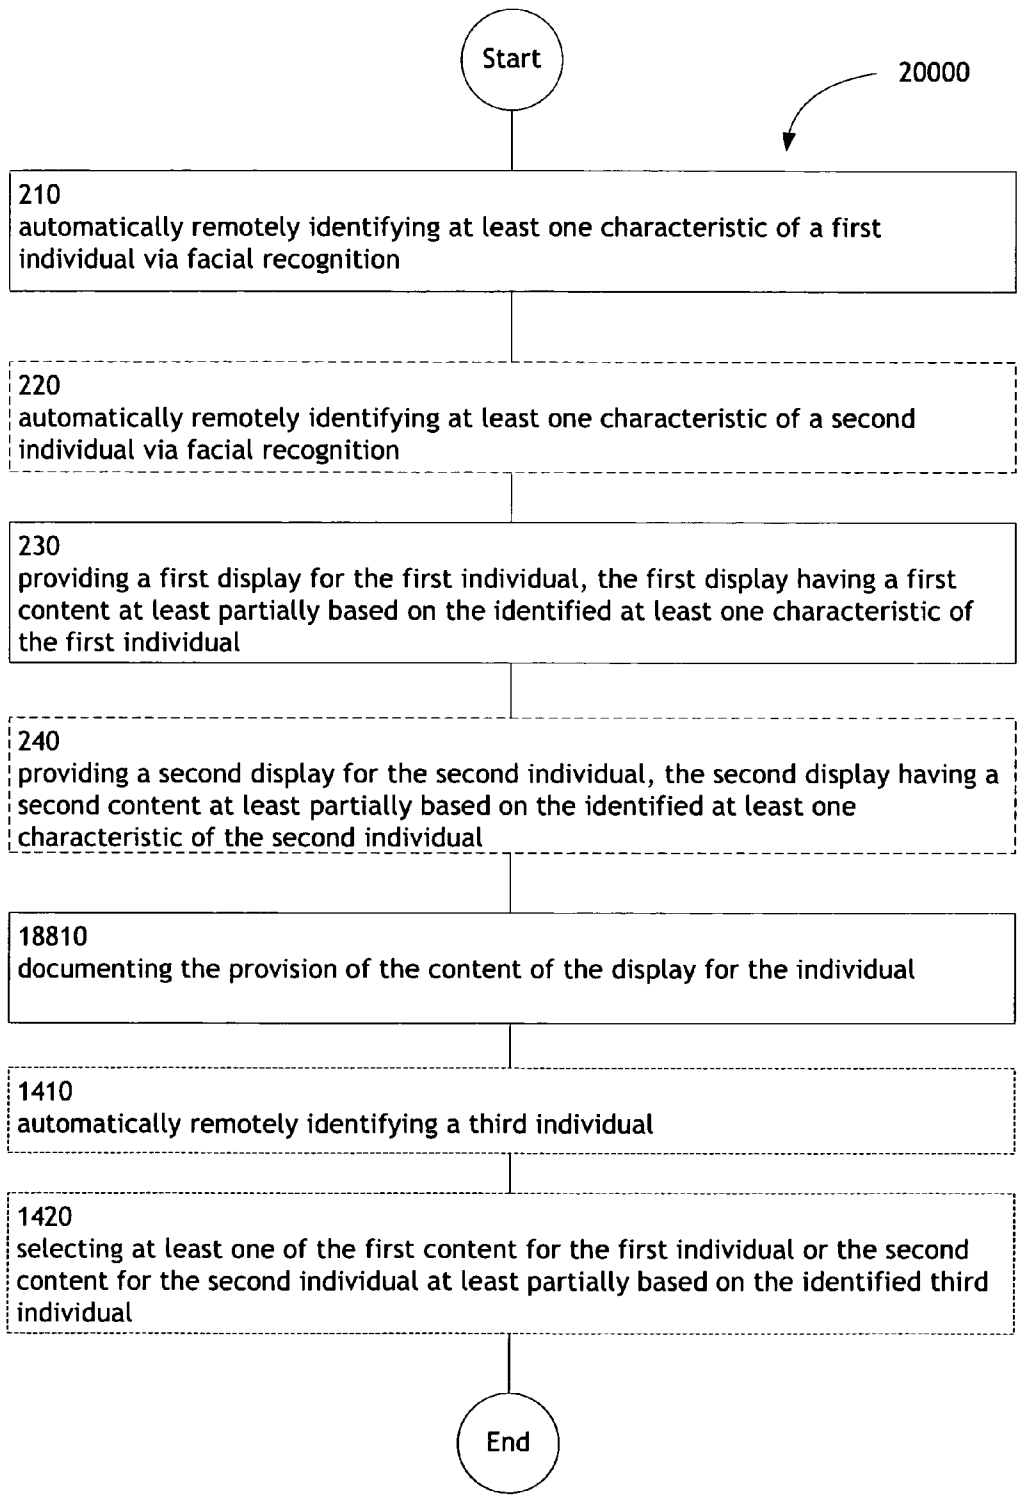 Start
20000
210
automatically remotely identifying at least one characteristic of a first
individual via facial recognition
220
automatically remotely identifying at least one characteristic of a second
individual via facial recognition
230
providing a first display for the first individual, the first display having a first
content at least partially based on the identified at least one characteristic of
the first individual
240
providing a second display for the second individual, the second display having a
second content at least partially based on the identified at least one
characteristic of the second individual
18810
documenting the provision of the content of the display for the individual
1410
automatically remotely identifying a third individual
1420
selecting at least one of the first content for the first individual or the second
content for the second individual at least partially based on the identified third
individual
End